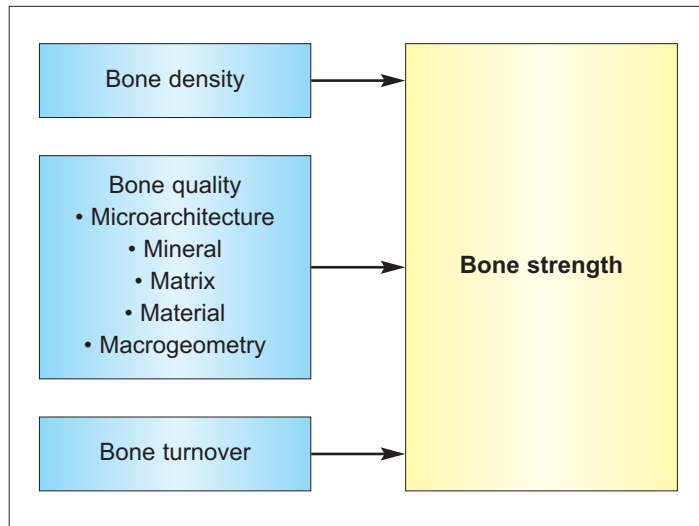 Bone density
Bone quality
• Microarchitecture
• Mineral
• Matrix
• Material
• Macrogeometry
Bone strength
Bone turnover